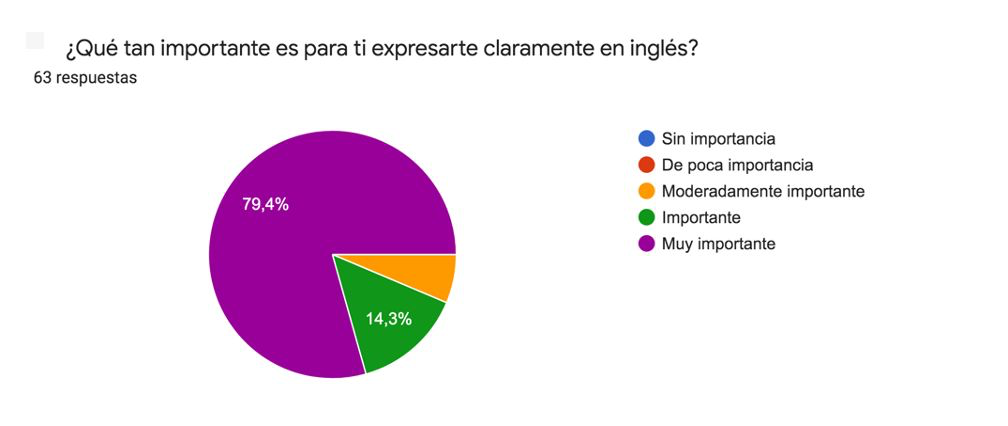 ¿Qué tan importante es para ti expresarte claramente en inglés?
63 respuestas
79,4%
14,3%
Sin importancia
De poca importancia
Moderadamente importante
Importante
Muy importante